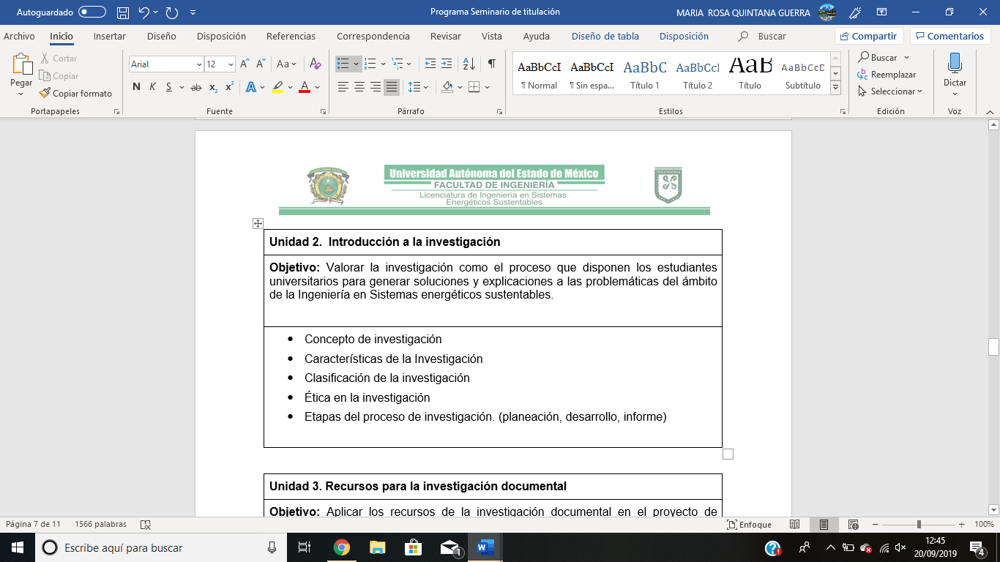 Autoguardado
Programa Seminario de titulación
MARIA ROSA QUINTANA GUERRA
Archivo Inicio Insertar Diseño Disposición Referencias Correspondencia Revisar Vista Ayuda Diseño de tabla Disposición Buscar Compartir Comentarios
Pegar
Cortar
Copiar
Copiar formato
Portapapeles
Arial 12
Aa
N K S ab x₂ x²
A A
Fuente
Párrafo
AaBbCcI AaBbCcI AaBbC AaBbCcI AaB AaBbCcD
¶ Normal ¶ Sin espa... Título 1 Título 2 Título Subtítulo
Estilos
Buscar
Reemplazar
Seleccionar
Edición
Dictar
Voz
Universidad Autónoma del Estado de México
FACULTAD DE INGENIERÍA
Licenciatura de Ingeniería en Sistemas
Energéticos Sustentables
INGENIERIA
Unidad 2. Introducción a la investigación
Objetivo: Valorar la investigación como el proceso que disponen los estudiantes
universitarios para generar soluciones y explicaciones a las problemáticas del ámbito
de la Ingeniería en Sistemas energéticos sustentables.
• Concepto de investigación
• Características de la Investigación
• Clasificación de la investigación
• Ética en la investigación
• Etapas del proceso de investigación. (planeación, desarrollo, informe)
Unidad 3. Recursos para la investigación documental
Objetivo: Aplicar los recursos de la investigación documental en el proyecto de
Página 7 de 11 1566 palabras Enfoque 100%
Escribe aquí para buscar
1
12:45
20/09/2019
4